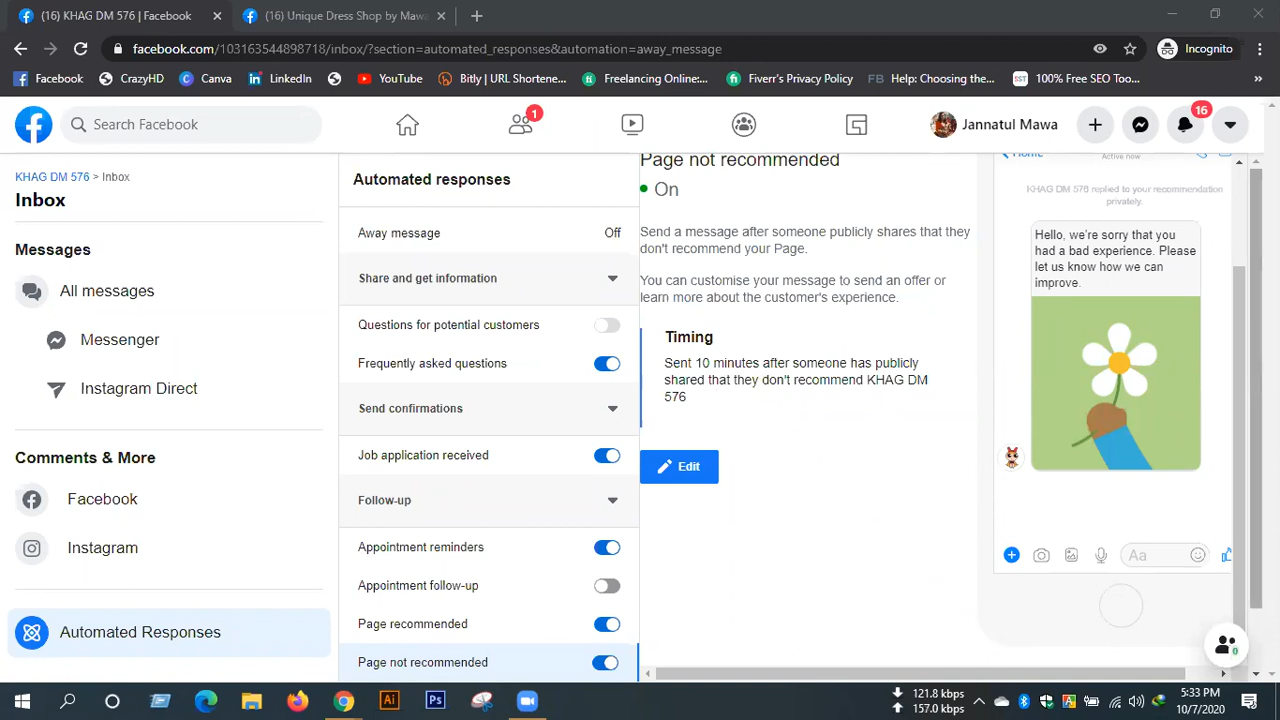 (16) KHAG DM 576 | Facebook
(16) Unique Dress Shop by Mawa
facebook.com/103163544898718/inbox/?section=automated_responses&automation=away_message
Incognito
Facebook
CrazyHD
Canva
LinkedIn
YouTube
Bitly | URL Shortene...
Freelancing Online:...
Fiverr's Privacy Policy
FB Help: Choosing the...
SST 100% Free SEO Too...
»
Search Facebook
1
Jannatul Mawa
16
KHAG DM 576 > Inbox
Inbox
Messages
All messages
Messenger
Instagram Direct
Comments & More
Facebook
Instagram
Automated Responses
Automated responses
Away message Off
Share and get information
Questions for potential customers
Frequently asked questions
Send confirmations
Job application received
Follow-up
Appointment reminders
Appointment follow-up
Page recommended
Page not recommended
Page not recommended
On
Send a message after someone publicly shares that they
don't recommend your Page.
You can customise your message to send an offer or
learn more about the customer's experience.
Timing
Sent 10 minutes after someone has publicly
shared that they don't recommend KHAG DM
576
Edit
Home
Active now
KHAG DM 576 replied to your recommendation
privately.
Hello, we're sorry that you
had a bad experience. Please
let us know how we can
improve.
Aa
0
Ai
Ps
121.8 kbps
157.0 kbps
5:33 PM
10/7/2020